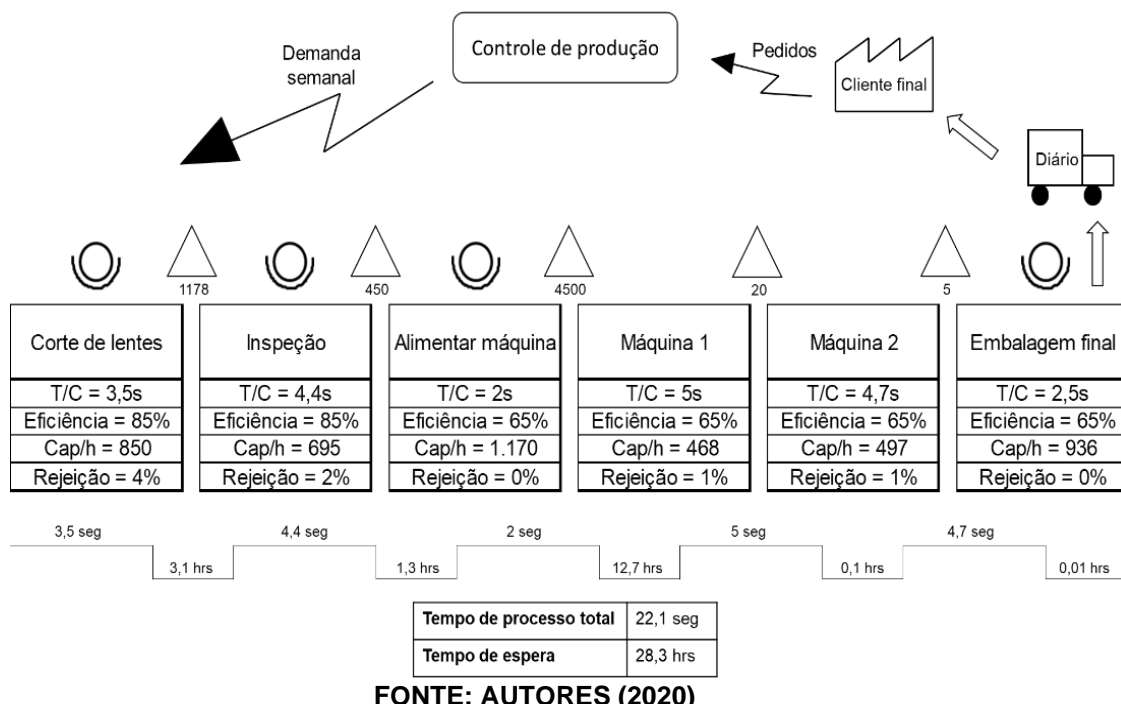 Demanda
semanal
Controle de produção
Pedidos
Cliente final
Diário
1178
450
4500
20
5
Corte de lentes
T/C = 3,5s
Eficiência = 85%
Cap/h = 850
Rejeição = 4%
Inspeção
T/C = 4,4s
Eficiência = 85%
Cap/h = 695
Rejeição = 2%
Alimentar máquina
T/C = 2s
Eficiência = 65%
Cap/h = 1.170
Rejeição = 0%
Máquina 1
T/C = 5s
Eficiência = 65%
Cap/h = 468
Rejeição = 1%
Máquina 2
T/C = 4,7s
Eficiência = 65%
Cap/h = 497
Rejeição = 1%
Embalagem final
T/C = 2,5s
Eficiência = 65%
Cap/h = 936
Rejeição = 0%
3,5 seg
3,1 hrs
4,4 seg
1,3 hrs
2 seg
12,7 hrs
5 seg
0,1 hrs
4,7 seg
0,01 hrs
Tempo de processo total 22,1 seg
Tempo de espera 28,3 hrs
FONTE: AUTORES (2020)